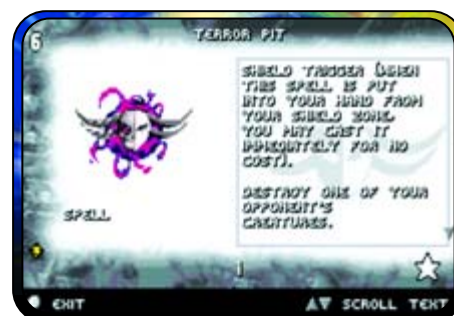 6
TERROR PIT
SHIELD TRIGGER (WHEN
THIS SPELL IS PUT
INTO YOUR HAND FROM
YOUR SHIELD ZONE,
YOU MAY CAST IT
IMMEDIATELY FOR NO
COST).
DESTROY ONE OF YOUR
OPPONENT'S
CREATURES.
SPELL
1
EXIT
SCROLL TEXT